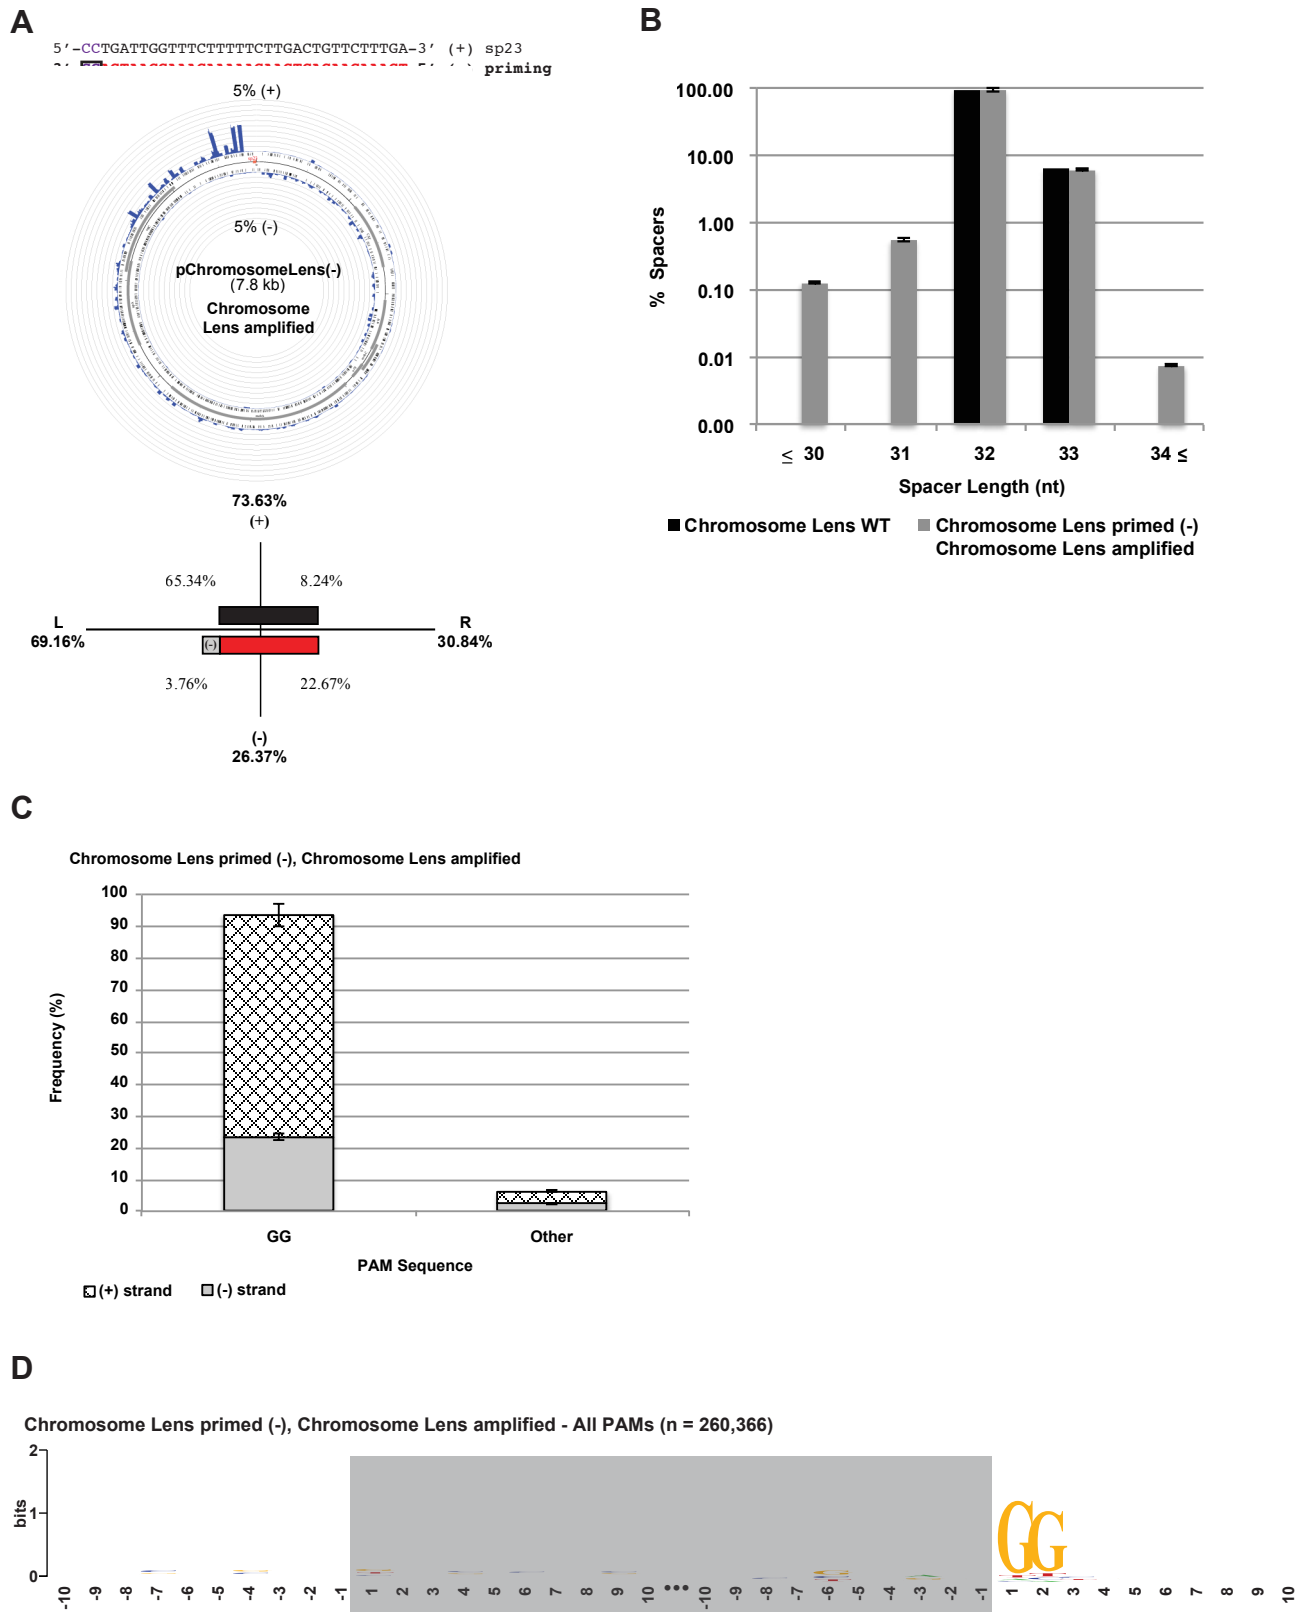 A
5′-CCTGATTGGTTTCTTTTTCTTGACTGTTCTTTGA-3′ (+) sp23
priming
5% (+)
5% (-)
pChromosomeLens(-)
(7.8 kb)
Chromosome
Lens amplified
73.63%
(+)
65.34% 8.24%
L R
69.16% 30.84%
(-)
3.76% 22.67%
(-)
26.37%
B
100.00
10.00
1.00
0.10
0.01
0.00
% Spacers
≤ 30 31 32 33 34 ≤
Spacer Length (nt)
Chromosome Lens WT
Chromosome Lens primed (-)
Chromosome Lens amplified
C
Chromosome Lens primed (-), Chromosome Lens amplified
100
90
80
70
60
50
40
30
20
10
0
Frequency (%)
GG Other
PAM Sequence
(+) strand (-) strand
D
Chromosome Lens primed (-), Chromosome Lens amplified - All PAMs (n = 260,366)
2
1
0
bits
GG
-10 -9 -8 -7 -6 -5 -4 -3 -2 -1 1 2 3 4 5 6 7 8 9 10 ••• -10 -9 -8 -7 -6 -5 -4 -3 -2 -1 1 2 3 4 5 6 7 8 9 10